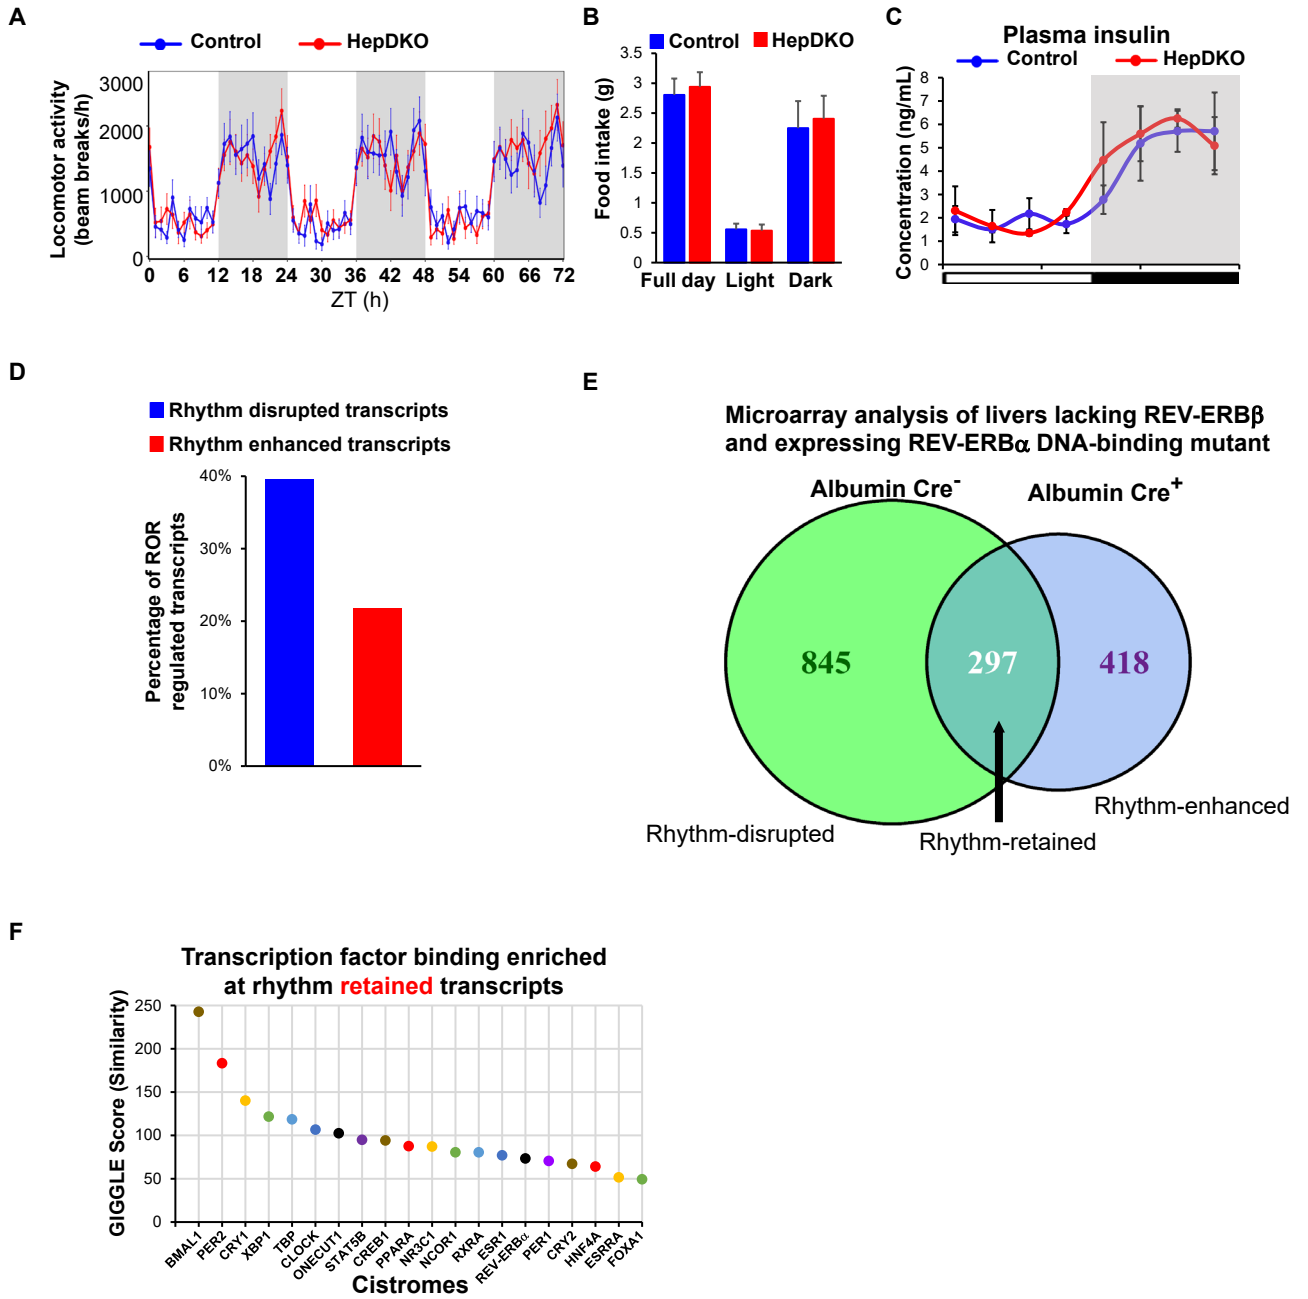 A
Control
HepDKO
Locomotor activity
(beam breaks/h)
3000
2000
1000
0
0 6 12 18 24 30 36 42 48 54 60 66 72
ZT (h)
B
Control
HepDKO
Food intake (g)
3.5
3
2.5
2
1.5
1
0.5
0
Full day Light Dark
C
Plasma insulin
Control
HepDKO
Concentration (ng/mL)
8
7
6
5
4
3
2
1
0
D
Rhythm disrupted transcripts
Rhythm enhanced transcripts
Percentage of ROR
regulated transcripts
40%
30%
20%
10%
0%
E
Microarray analysis of livers lacking REV-ERBβ
and expressing REV-ERBα DNA-binding mutant
Albumin Cre-
Albumin Cre+
845
297
418
Rhythm-disrupted
Rhythm-retained
Rhythm-enhanced
F
Transcription factor binding enriched
at rhythm retained transcripts
GIGGLE Score (Similarity)
250
200
150
100
50
0
BMAL1
PER2
CRY1
XBP1
TBP
CLOCK
ONECUT1
STAT5B
CREB1
PPARA
NR3C1
NCOR1
RXRA
ESR1
REV-ERBα
PER1
CRY2
HNF4A
ESRRA
FOXA1
Cistromes